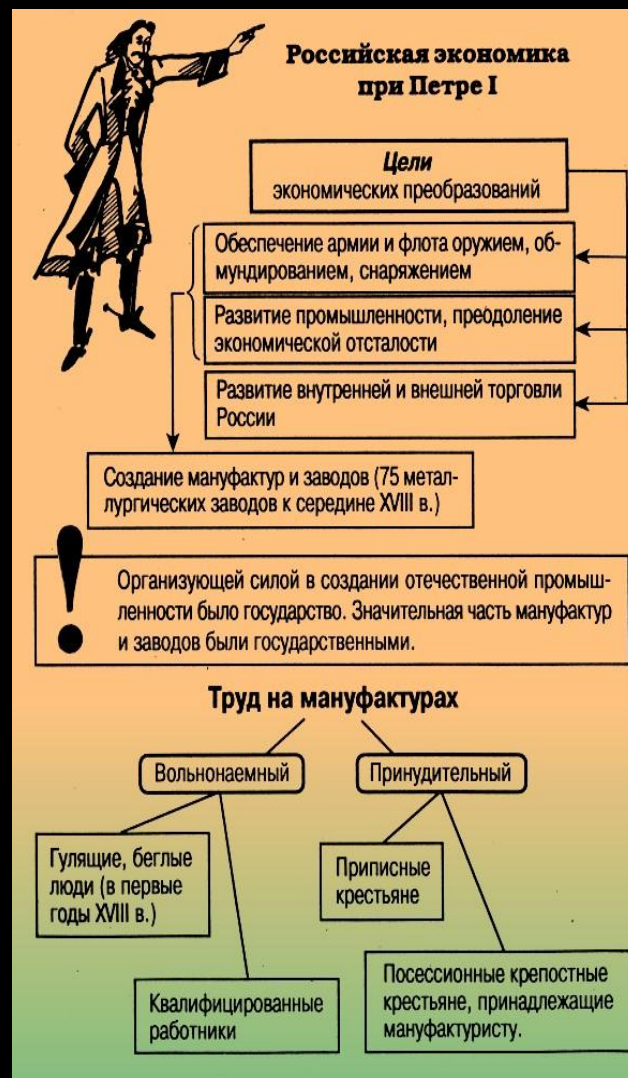 Российская экономика
при Петре I
Цели
экономических преобразований
Обеспечение армии и флота оружием, об-
мундированием, снаряжением
Развитие промышленности, преодоление
экономической отсталости
Развитие внутренней и внешней торговли
России
Создание мануфактур и заводов (75 метал-
лургических заводов к середине XVIII в.)
!
Организующей силой в создании отечественной промыш-
ленности было государство. Значительная часть мануфактур
и заводов были государственными.
Труд на мануфактурах
Вольнонаемный
Принудительный
Гулящие, беглые
люди (в первые
годы XVIII в.)
Приписные
крестьяне
Квалифицированные
работники
Посессионные крепостные
крестьяне, принадлежащие
мануфактуристу.